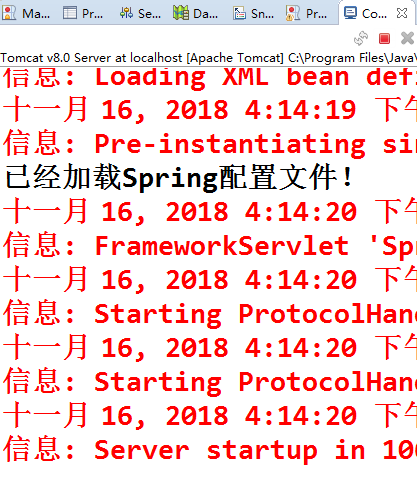 Ma... Pr... Se... Da... Sn... Pr... Co...
Tomcat v8.0 Server at localhost [Apache Tomcat] C:\Program Files\Java\
信息: Loading XML bean defi
十一月 16, 2018 4:14:19 下午
信息: Pre-instantiating sin
已经加载Spring配置文件！
十一月 16, 2018 4:14:20 下午
信息: FrameworkServlet 'Spr
十一月 16, 2018 4:14:20 下午
信息: Starting ProtocolHand
十一月 16, 2018 4:14:20 下午
信息: Starting ProtocolHand
十一月 16, 2018 4:14:20 下午
信息: Server startup in 100